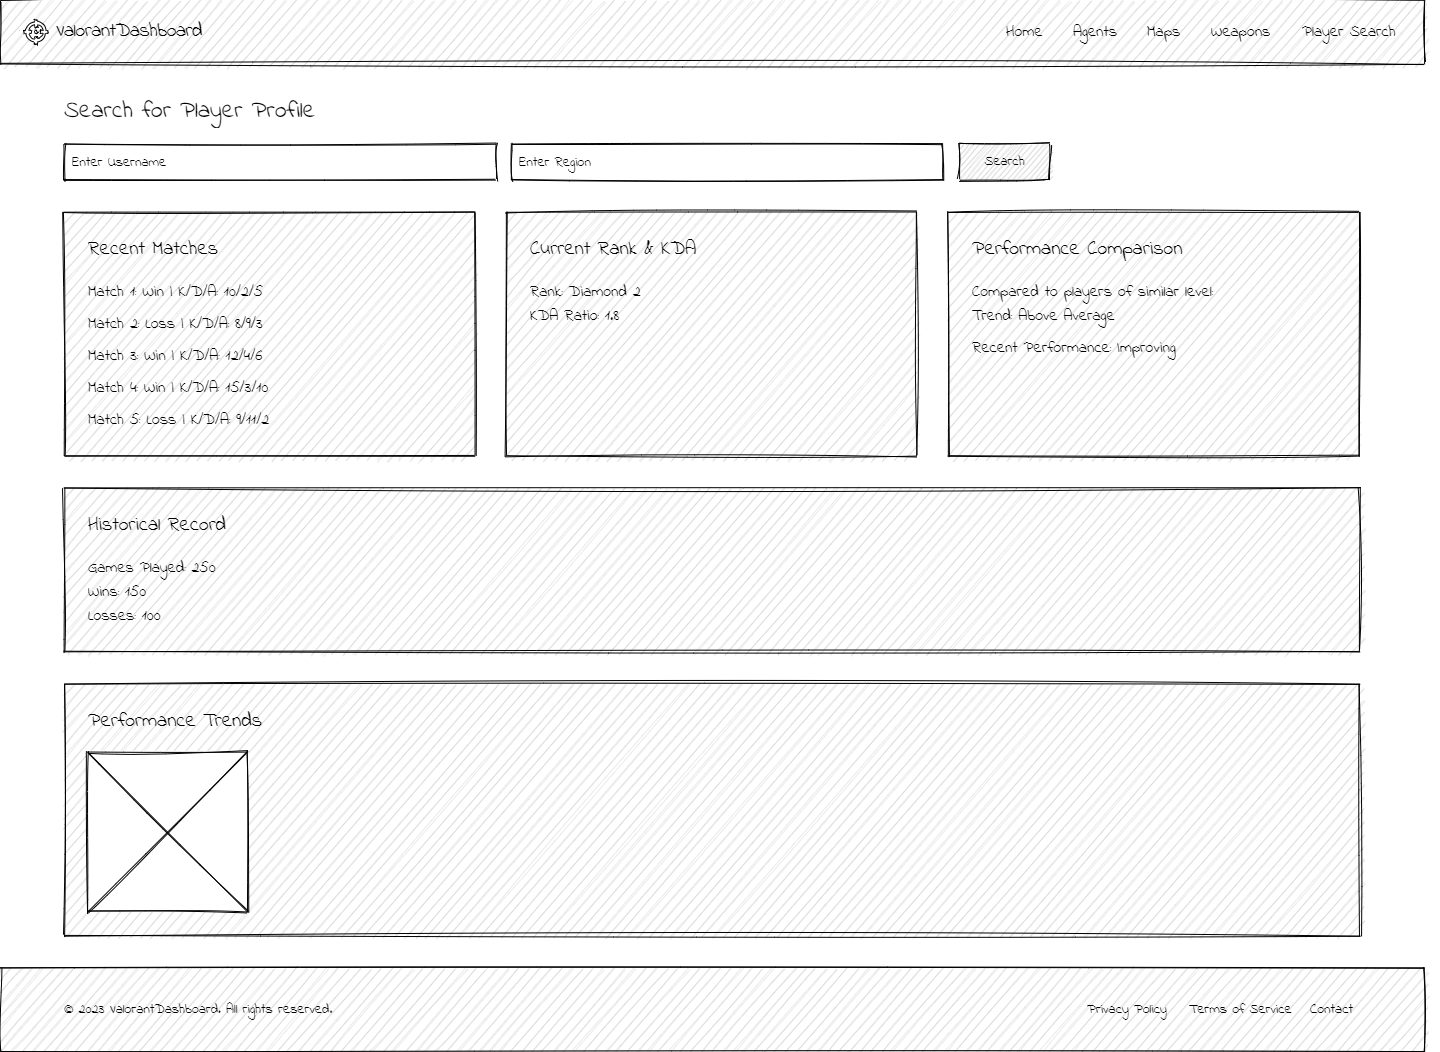 ValorantDashboard
Home Agents Maps Weapons Player Search
Search for Player Profile
Enter Username
Enter Region
Search
Recent Matches
Match 1: Win | K/D/A: 10/2/5
Match 2: Loss | K/D/A: 8/9/3
Match 3: Win | K/D/A: 12/4/6
Match 4: Win | K/D/A: 15/3/10
Match 5: Loss | K/D/A: 9/11/2
Current Rank & KDA
Rank: Diamond 2
KDA Ratio: 1.8
Performance Comparison
Compared to players of similar level:
Trend: Above Average
Recent Performance: Improving
Historical Record
Games Played: 250
Wins: 150
Losses: 100
Performance Trends
© 2023 ValorantDashboard. All rights reserved.
Privacy Policy Terms of Service Contact